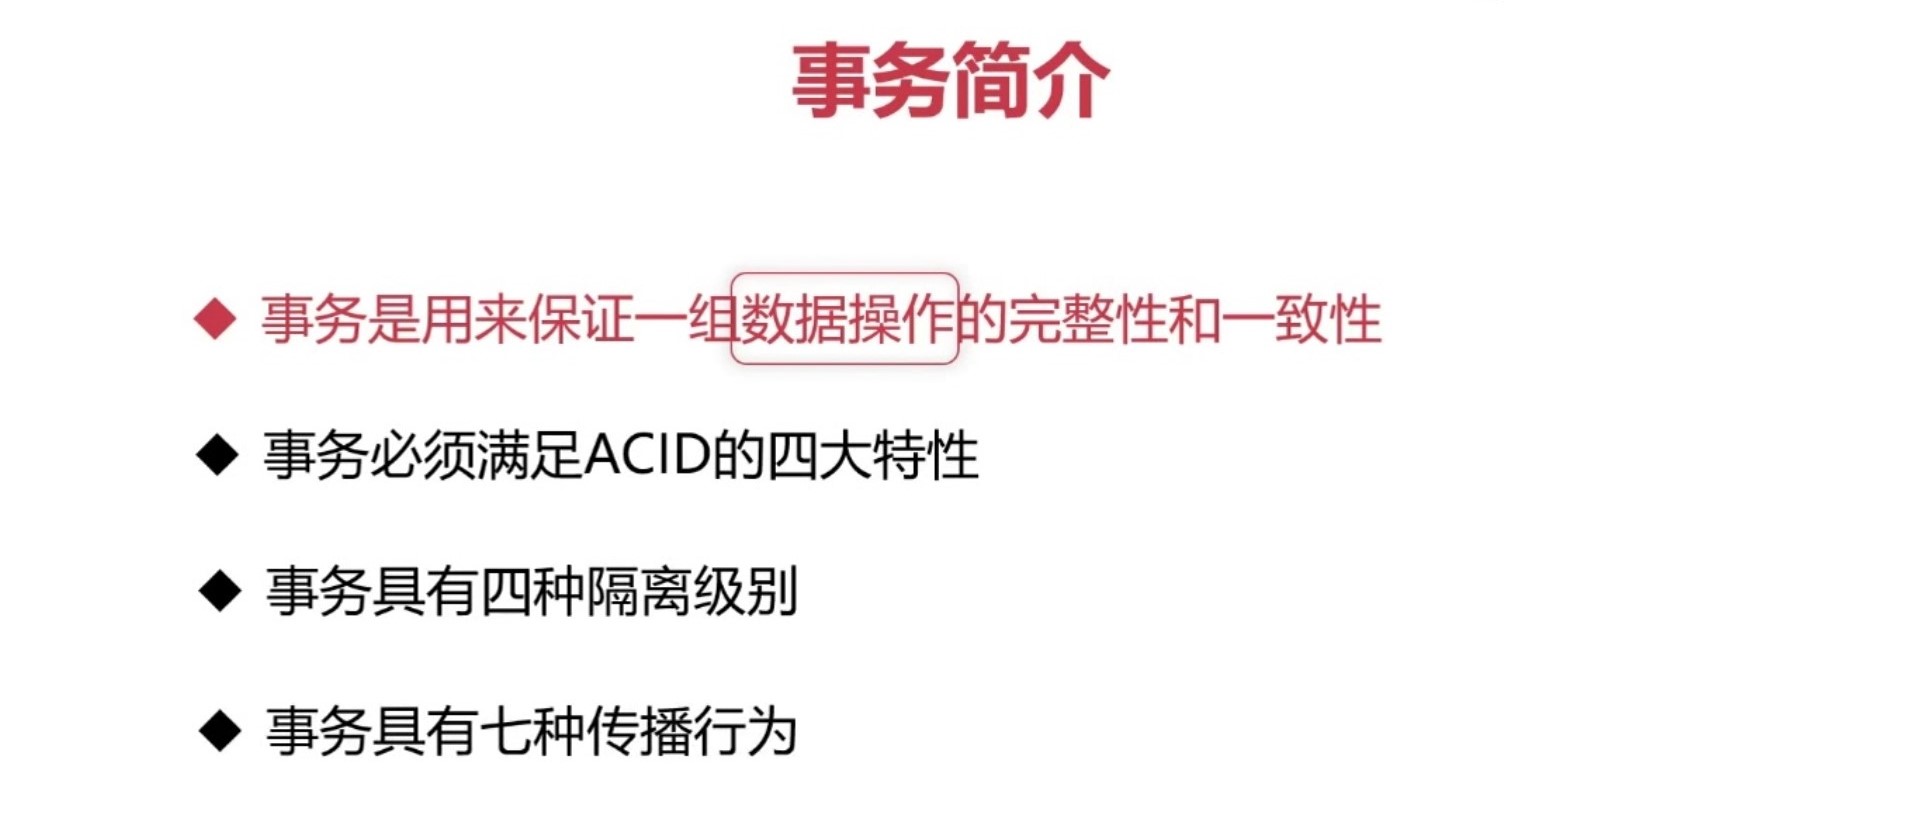 事务简介
事务是用来保证一组数据操作的完整性和一致性
事务必须满足ACID的四大特性
事务具有四种隔离级别
事务具有七种传播行为